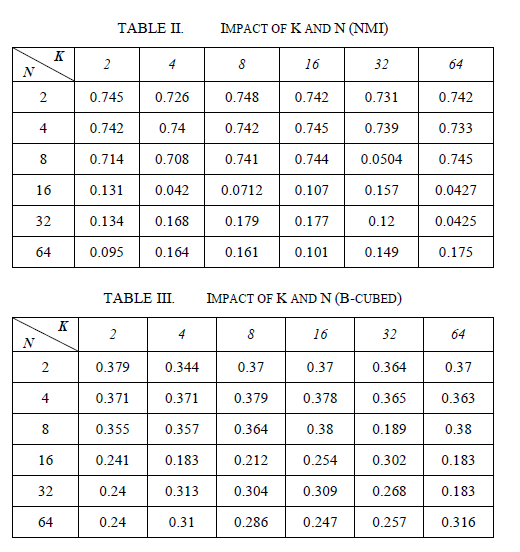 TABLE II. IMPACT OF K AND N (NMI)
K
N 2 4 8 16 32 64
2 0.745 0.726 0.748 0.742 0.731 0.742
4 0.742 0.74 0.742 0.745 0.739 0.733
8 0.714 0.708 0.741 0.744 0.0504 0.745
16 0.131 0.042 0.0712 0.107 0.157 0.0427
32 0.134 0.168 0.179 0.177 0.12 0.0425
64 0.095 0.164 0.161 0.101 0.149 0.175
TABLE III. IMPACT OF K AND N (B-CUBED)
K
N 2 4 8 16 32 64
2 0.379 0.344 0.37 0.37 0.364 0.37
4 0.371 0.371 0.379 0.378 0.365 0.363
8 0.355 0.357 0.364 0.38 0.189 0.38
16 0.241 0.183 0.212 0.254 0.302 0.183
32 0.24 0.313 0.304 0.309 0.268 0.183
64 0.24 0.31 0.286 0.247 0.257 0.316